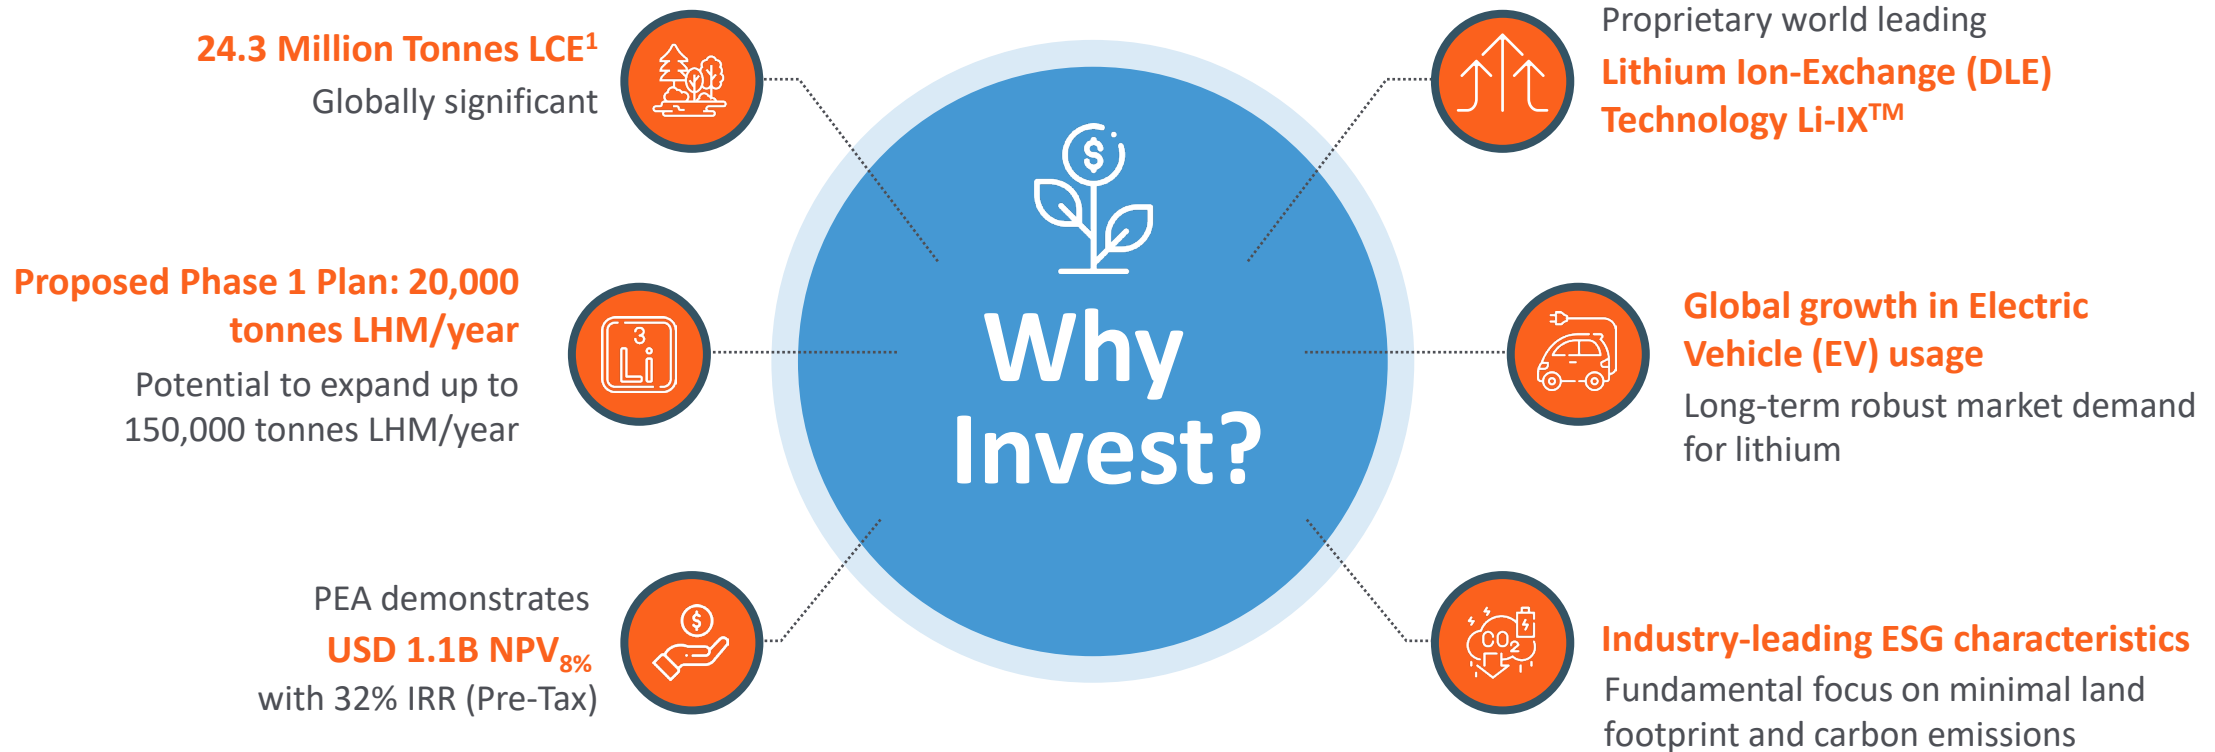 24.3 Million Tonnes LCE1
Globally significant
Proposed Phase 1 Plan: 20,000
tonnes LHM/year
Potential to expand up to
150,000 tonnes LHM/year
PEA demonstrates
USD 1.1B NPV8%
with 32% IRR (Pre-Tax)
3
Li
$
$
Why
Invest?
Proprietary world leading
Lithium Ion-Exchange (DLE)
Technology Li-IXTM
Global growth in Electric
Vehicle (EV) usage
Long-term robust market demand
for lithium
CO2
Industry-leading ESG characteristics
Fundamental focus on minimal land
footprint and carbon emissions